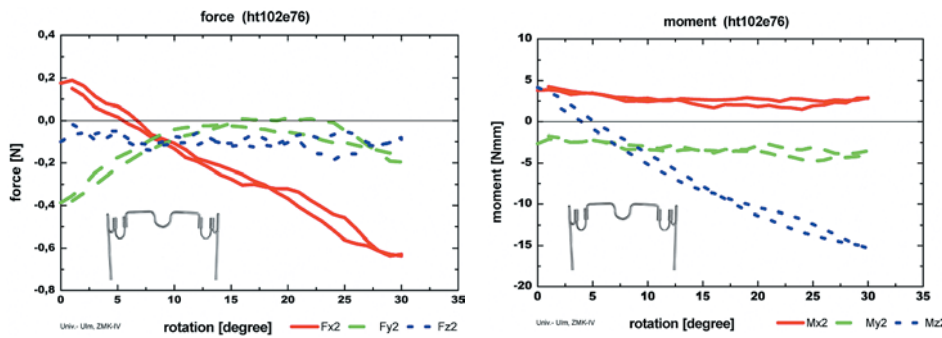 force (ht102e76)
0,4
0,2
0,0
-0,2
-0,4
-0,6
-0,8
force [N]
0 5 10 15 20 25 30 35
Univ.- Ulm, ZMK-IV
rotation [degree]
Fx2 Fy2 Fz2
moment (ht102e76)
10
5
0
-5
-10
-15
-20
moment [Nmm]
0 5 10 15 20 25 30 35
Univ.- Ulm, ZMK-IV
rotation [degree]
Mx2 My2 Mz2